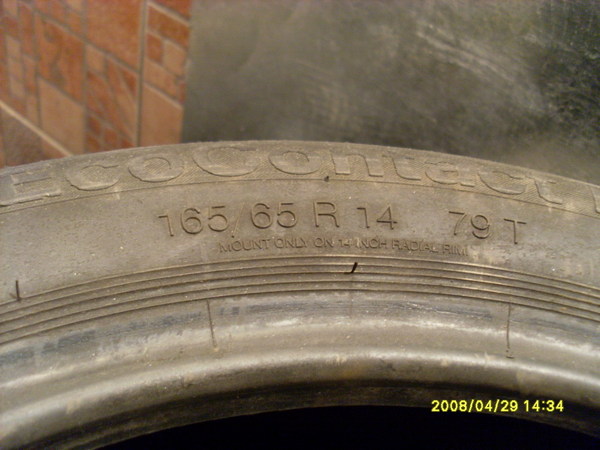 EcoContact
165/65 R 14 79 T
MOUNT ONLY ON 14 INCH RADIAL RIM
2008/04/29 14:34